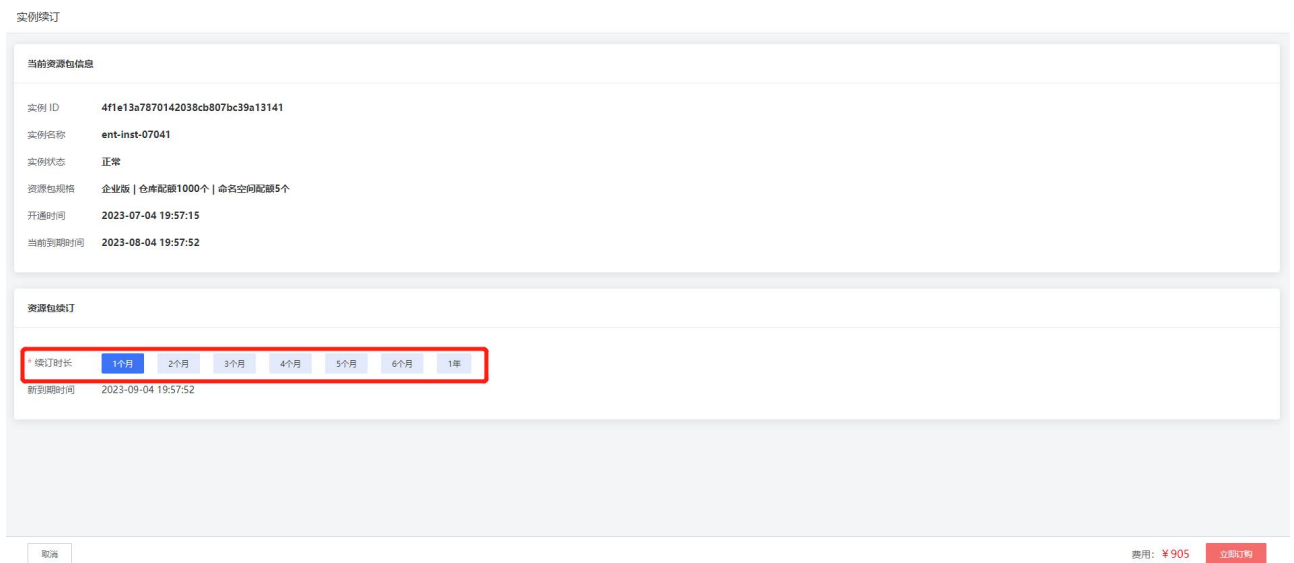 实例续订
当前资源包信息
实例 ID 4f1e13a7870142038cb807bc39a13141
实例名称 ent-inst-07041
实例状态 正常
资源包规格 企业版 | 仓库配额1000个 | 命名空间配额5个
开通时间 2023-07-04 19:57:15
当前到期时间 2023-08-04 19:57:52
资源包续订
* 续订时长 1个月 2个月 3个月 4个月 5个月 6个月 1年
新到期时间 2023-09-04 19:57:52
取消 费用: ¥905 立即订购